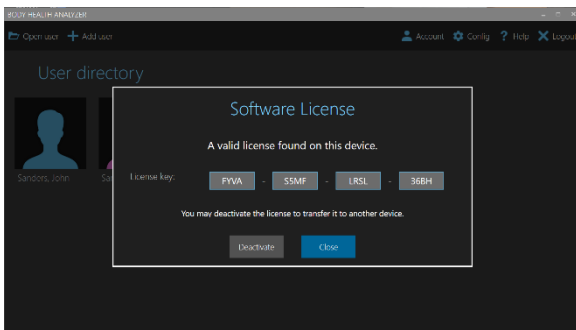 BODY HEALTH ANALYZER
Open user Add user Account Config ? Help Logout
User directory
Software License
A valid license found on this device.
License key: FYVA - S5MF - LRSL - 36BH
Sanders, John
You may deactivate the license to transfer it to another device.
Deactivate Close